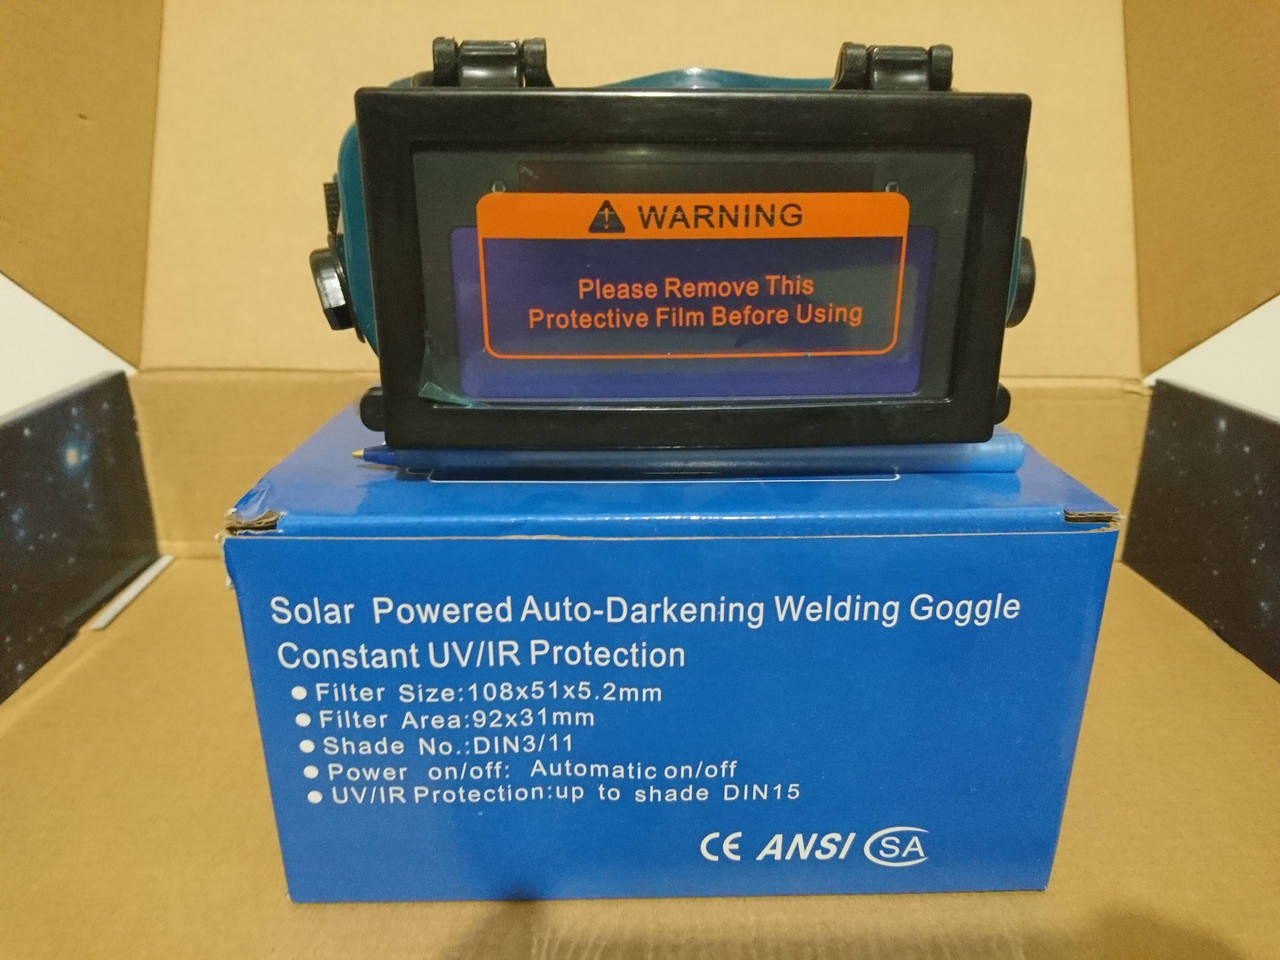 WARNING
Please Remove This
Protective Film Before Using
Solar Powered Auto-Darkening Welding Goggle
Constant UV/IR Protection
● Filter Size:108x51x5.2mm
● Filter Area:92x31mm
● Shade No.:DIN3/11
● Power on/off: Automatic on/off
● UV/IR Protection:up to shade DIN15
CE ANSI CSA